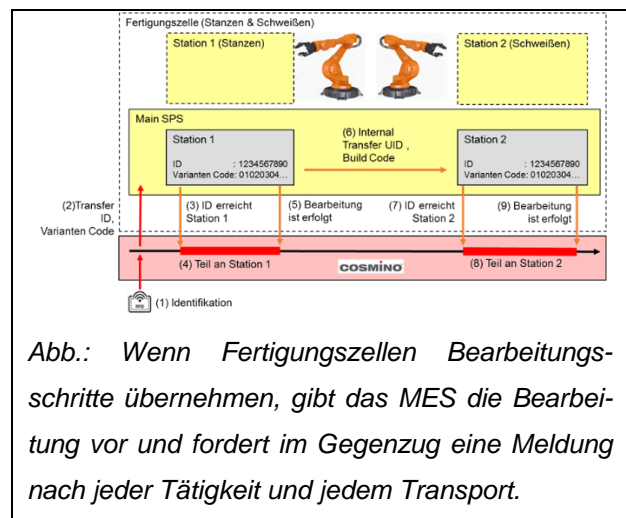 Fertigungszelle (Stanzen & Schweißen)
Station 1 (Stanzen)
Station 2 (Schweißen)
Main SPS
Station 1
ID : 1234567890
Varianten Code: 01020304...
(6) Internal
Transfer UID ,
Build Code
Station 2
ID : 1234567890
Varianten Code: 01020304...
(2)Transfer
ID,
Varianten Code
(3) ID erreicht
Station 1
(5) Bearbeitung
ist erfolgt
(7) ID erreicht
Station 2
(9) Bearbeitung
ist erfolgt
(4) Teil an Station 1
COSMINO
(8) Teil an Station 2
(1) Identifikation
Abb.: Wenn Fertigungszellen Bearbeitungs-
schritte übernehmen, gibt das MES die Bearbei-
tung vor und fordert im Gegenzug eine Meldung
nach jeder Tätigkeit und jedem Transport.